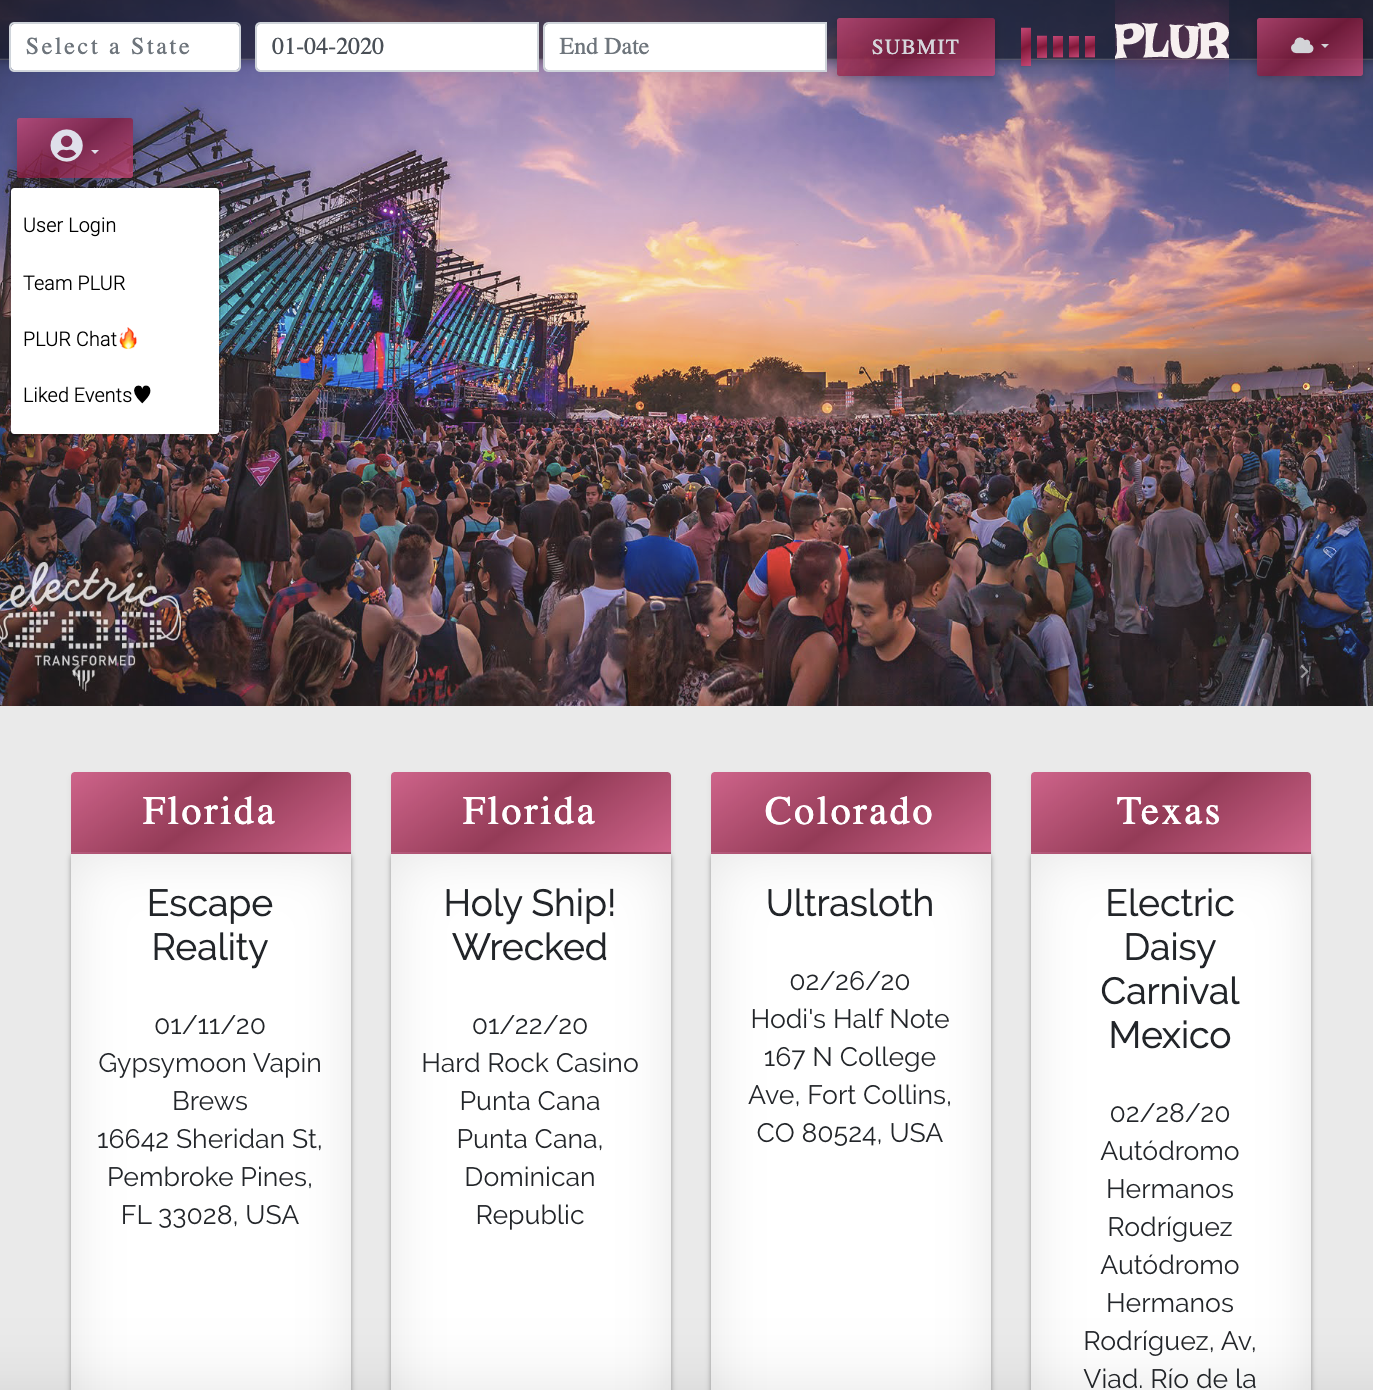 Select a State
01-04-2020
End Date
SUBMIT
PLUR
User Login
Team PLUR
PLUR Chat🔥
Liked Events♥
electric
ZOO
TRANSFORMED
Florida
Escape
Reality
01/11/20
Gypsymoon Vapin
Brews
16642 Sheridan St,
Pembroke Pines,
FL 33028, USA
Florida
Holy Ship!
Wrecked
01/22/20
Hard Rock Casino
Punta Cana
Punta Cana,
Dominican
Republic
Colorado
Ultrasloth
02/26/20
Hodi's Half Note
167 N College
Ave, Fort Collins,
CO 80524, USA
Texas
Electric
Daisy
Carnival
Mexico
02/28/20
Autódromo
Hermanos
Rodríguez
Autódromo
Hermanos
Rodríguez, Av,
Viad. Río de la